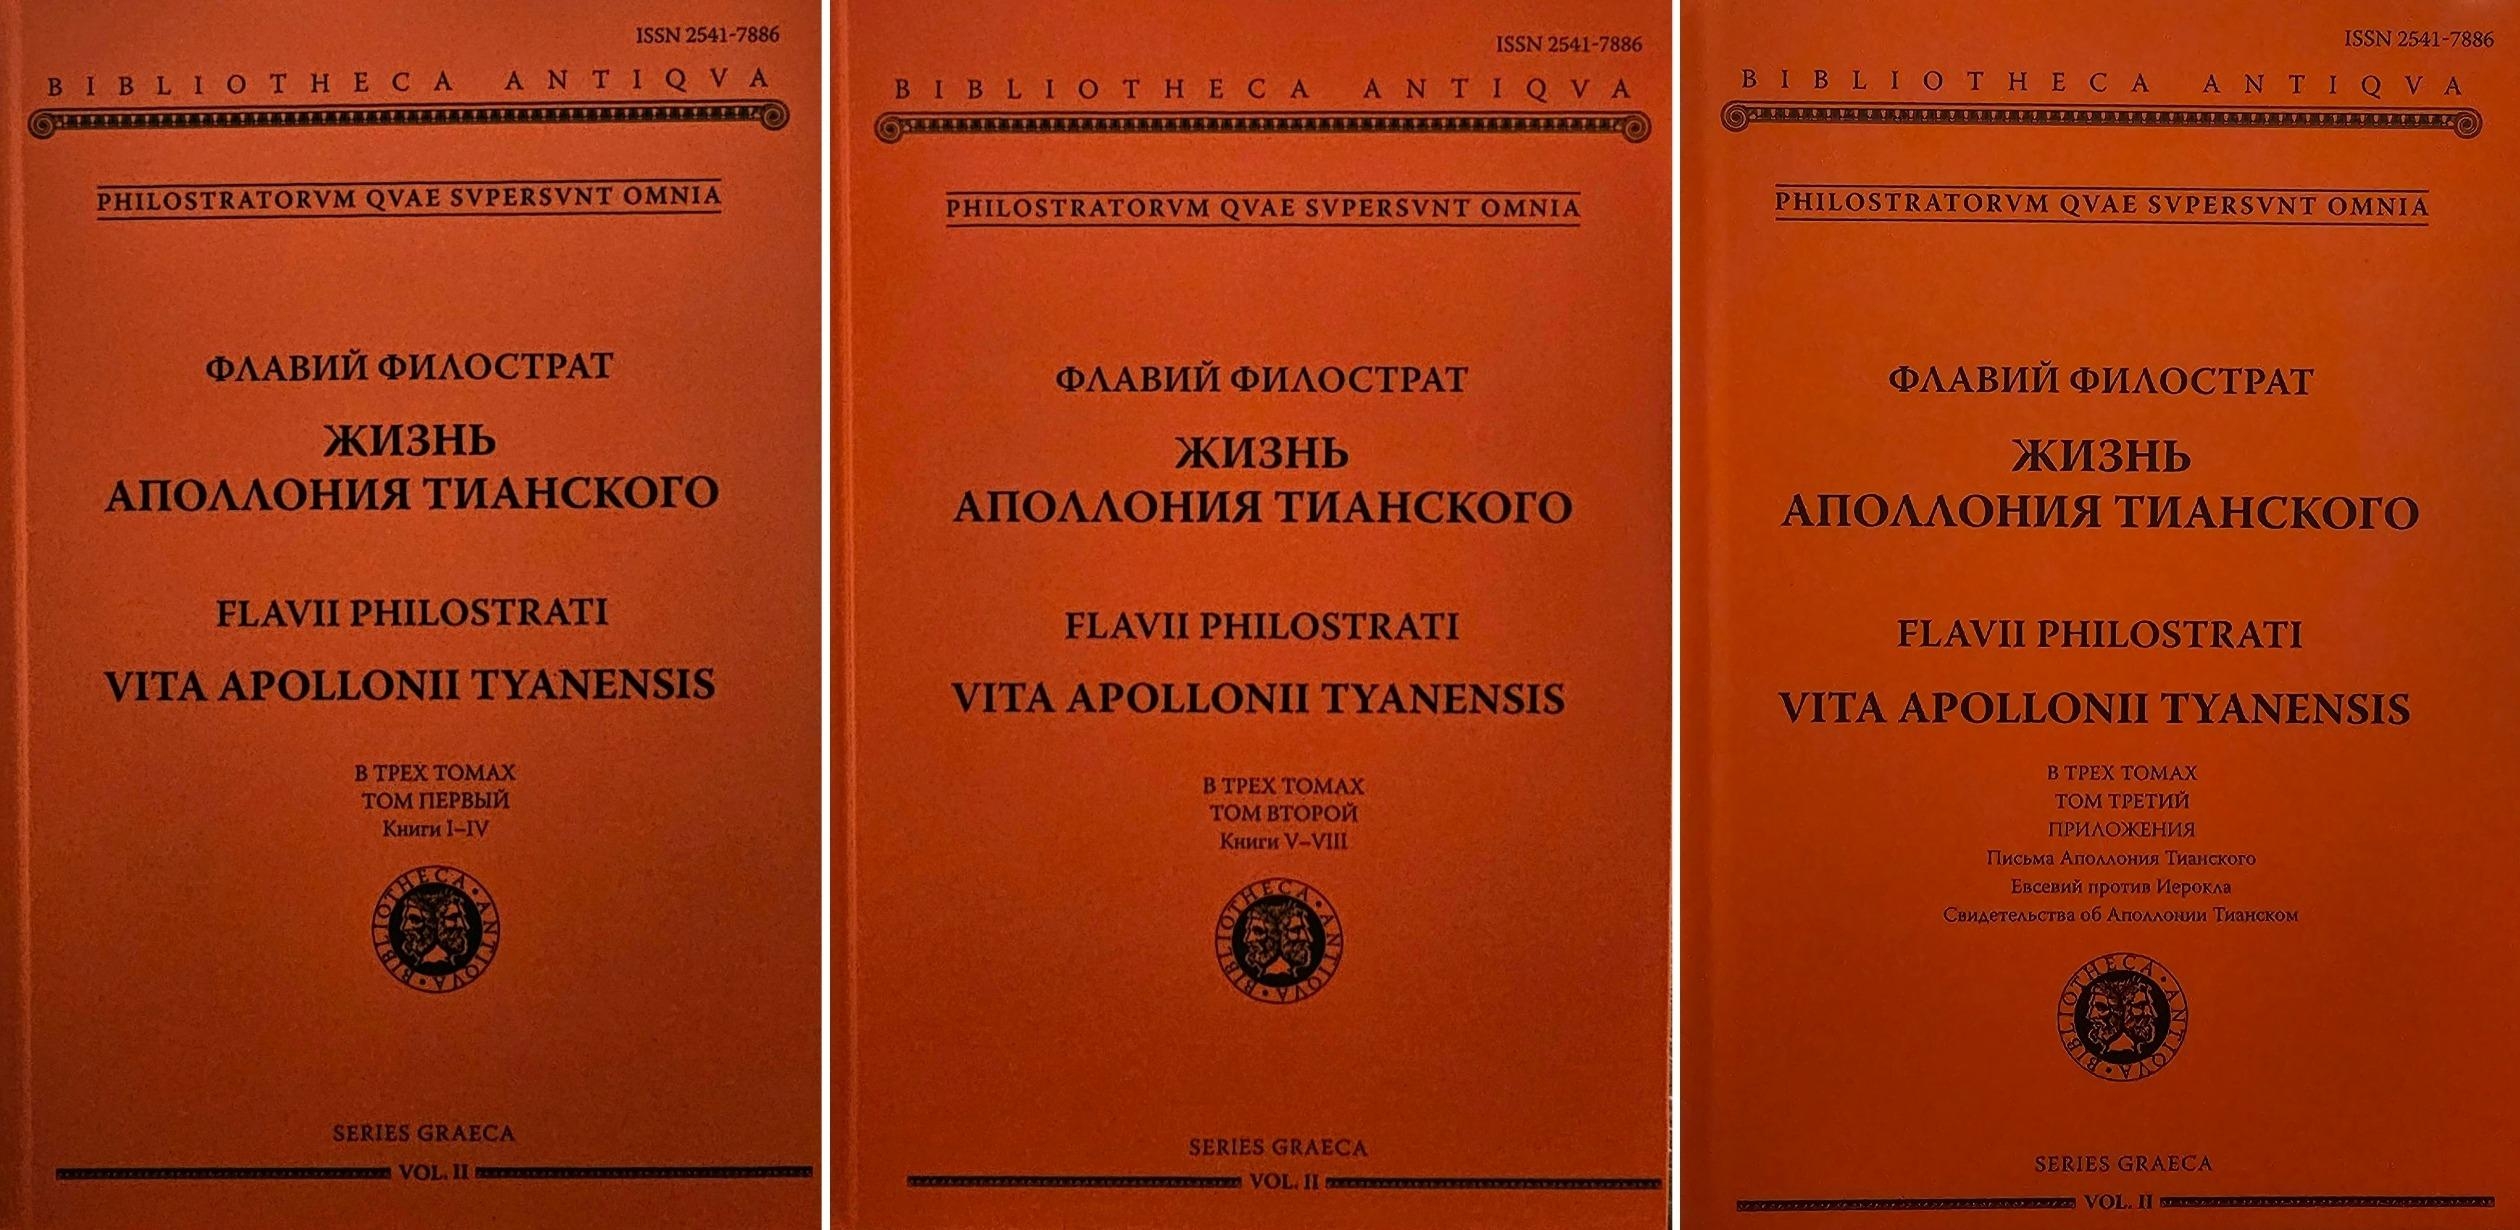 ISSN 2541-7886
BIBLIOTHECA ANTIQVA
PHILOSTRATORVM QVAE SVPERSVNT OMNIA
ФЛАВИЙ ФИЛОСТРАТ
ЖИЗНЬ
АПОЛЛОНИЯ ТИАНСКОГО
FLAVII PHILOSTRATI
VITA APOLLONII TYANENSIS
В ТРЕХ ТОМАХ
ТОМ ПЕРВЫЙ
Книги I–IV
BIBLIOTHECA · ANTIQVA ·
SERIES GRAECA
VOL. II
ISSN 2541-7886
BIBLIOTHECA ANTIQVA
PHILOSTRATORVM QVAE SVPERSVNT OMNIA
ФЛАВИЙ ФИЛОСТРАТ
ЖИЗНЬ
АПОЛЛОНИЯ ТИАНСКОГО
FLAVII PHILOSTRATI
VITA APOLLONII TYANENSIS
В ТРЕХ ТОМАХ
ТОМ ВТОРОЙ
Книги V–VIII
BIBLIOTHECA · ANTIQVA ·
SERIES GRAECA
VOL. II
ISSN 2541-7886
BIBLIOTHECA ANTIQVA
PHILOSTRATORVM QVAE SVPERSVNT OMNIA
ФЛАВИЙ ФИЛОСТРАТ
ЖИЗНЬ
АПОЛЛОНИЯ ТИАНСКОГО
FLAVII PHILOSTRATI
VITA APOLLONII TYANENSIS
В ТРЕХ ТОМАХ
ТОМ ТРЕТИЙ
ПРИЛОЖЕНИЯ
Письма Аполлония Тианского
Евсевий против Иерокла
Свидетельства об Аполлонии Тианском
BIBLIOTHECA · ANTIQVA ·
SERIES GRAECA
VOL. II